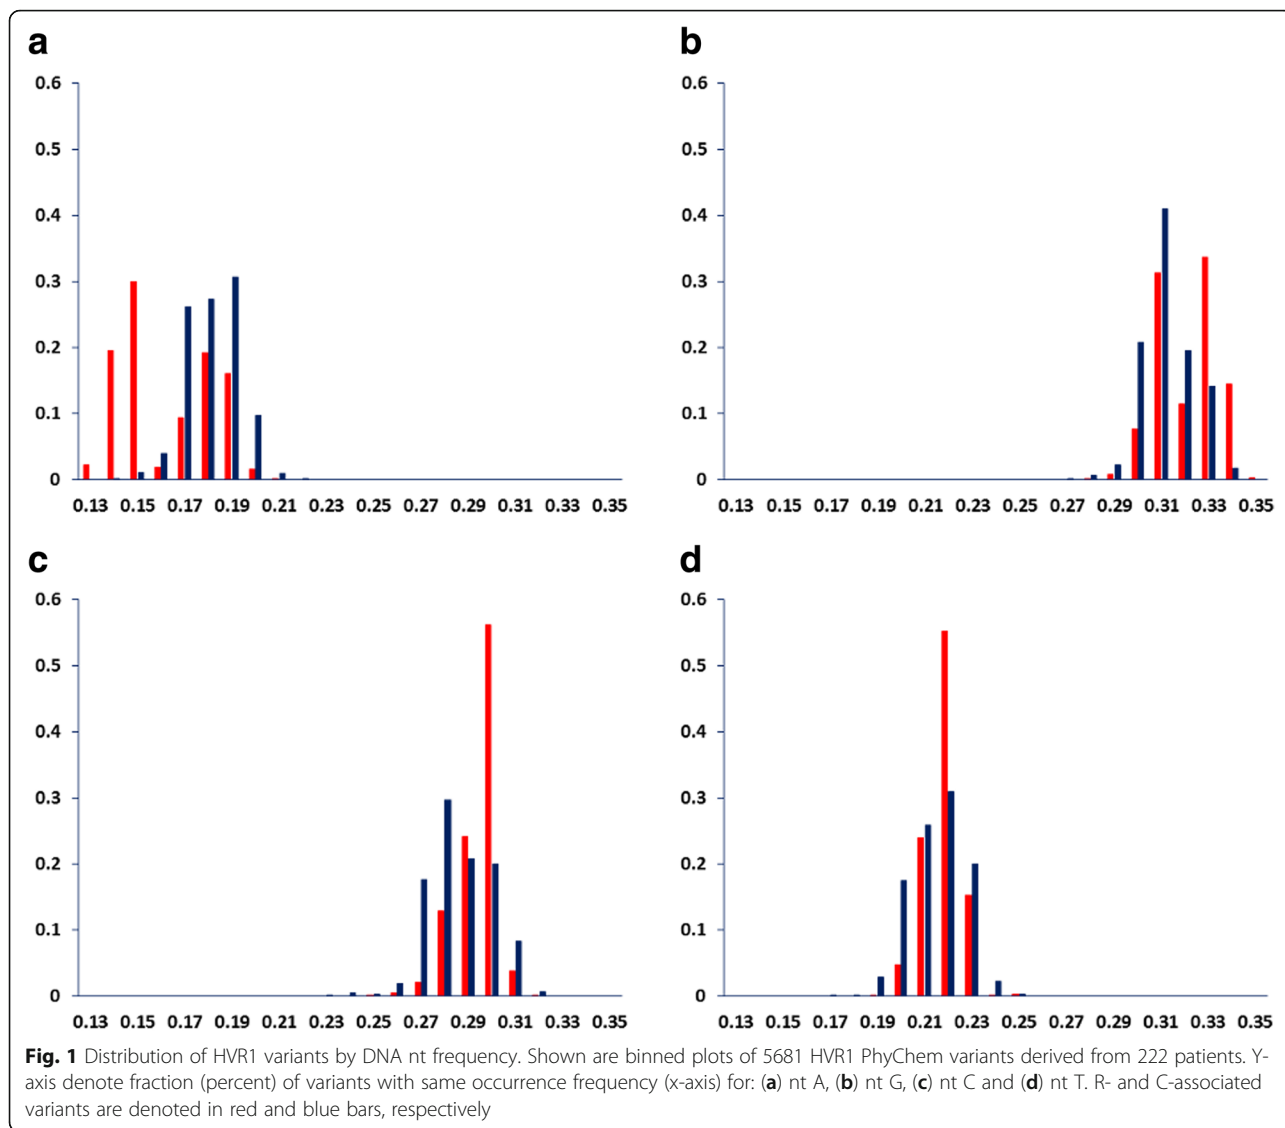 a
0.6
0.5
0.4
0.3
0.2
0.1
0
0.13 0.15 0.17 0.19 0.21 0.23 0.25 0.27 0.29 0.31 0.33 0.35
b
0.6
0.5
0.4
0.3
0.2
0.1
0
0.13 0.15 0.17 0.19 0.21 0.23 0.25 0.27 0.29 0.31 0.33 0.35
c
0.6
0.5
0.4
0.3
0.2
0.1
0
0.13 0.15 0.17 0.19 0.21 0.23 0.25 0.27 0.29 0.31 0.33 0.35
d
0.6
0.5
0.4
0.3
0.2
0.1
0
0.13 0.15 0.17 0.19 0.21 0.23 0.25 0.27 0.29 0.31 0.33 0.35
Fig. 1 Distribution of HVR1 variants by DNA nt frequency. Shown are binned plots of 5681 HVR1 PhyChem variants derived from 222 patients. Y-
axis denote fraction (percent) of variants with same occurrence frequency (x-axis) for: (a) nt A, (b) nt G, (c) nt C and (d) nt T. R- and C-associated
variants are denoted in red and blue bars, respectively